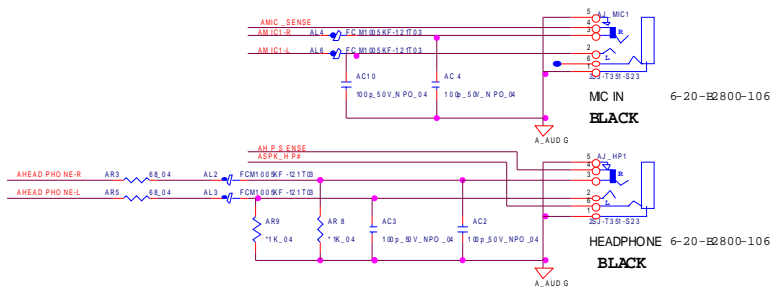 5 AJ_MIC1
AMIC_SENSE
4
AMIC1-R AL4 FCM1005KF-121T03
3
R
AMIC1-L AL6 FCM1005KF-121T03
2
6
L
1
2SJ-T351-S23
AC10
AC4
100p_50V_NPO_04
100p_50V_NPO_04
MIC IN 6-20-B2800-106
BLACK
A_AUDG
AHP_SENSE
ASPK_HP#
5 AJ_HP1
4
AHEADPHONE-R AR3 68_04 AL2 FCM1005KF-121T03
3
R
AHEADPHONE-L AR5 68_04 AL3 FCM1005KF-121T03
2
6
L
1
2SJ-T351-S23
AR9
AR8
AC3
AC2
*1K_04
*1K_04
100p_50V_NPO_04
100p_50V_NPO_04
HEADPHONE 6-20-B2800-106
BLACK
A_AUDG